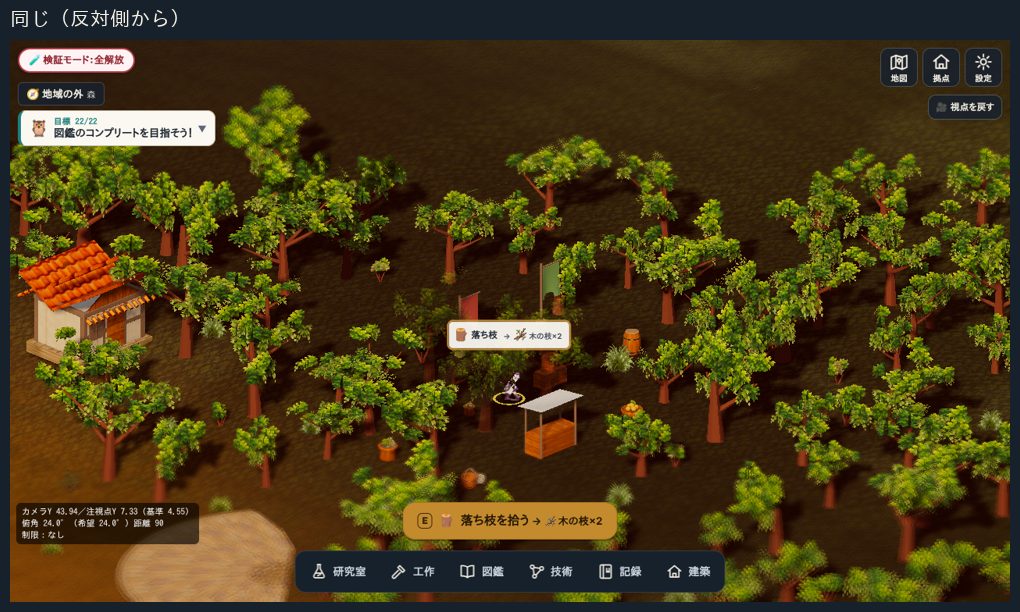 同じ（反対側から）
検証モード:全解放
地図
拠点
設定
地域の外 森
視点を戻す
目標 22/22
図鑑のコンプリートを目指そう!
▼
落ち枝 → 木の枝×2
カメラY 43.94／注視点Y 7.33（基準 4.55）
俯角 24.0°（希望 24.0°）距離 90
制限：なし
E 落ち枝を拾う → 木の枝×2
研究室
工作
図鑑
技術
記録
建築